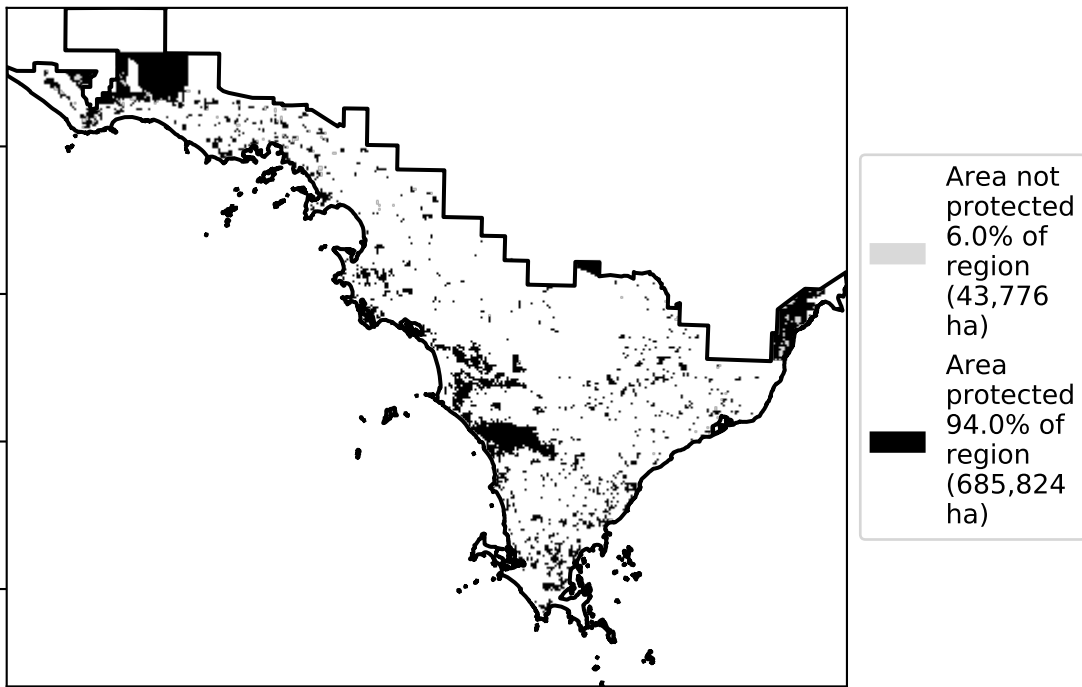 Area not
protected
6.0% of
region
(43,776
ha)
Area
protected
94.0% of
region
(685,824
ha)